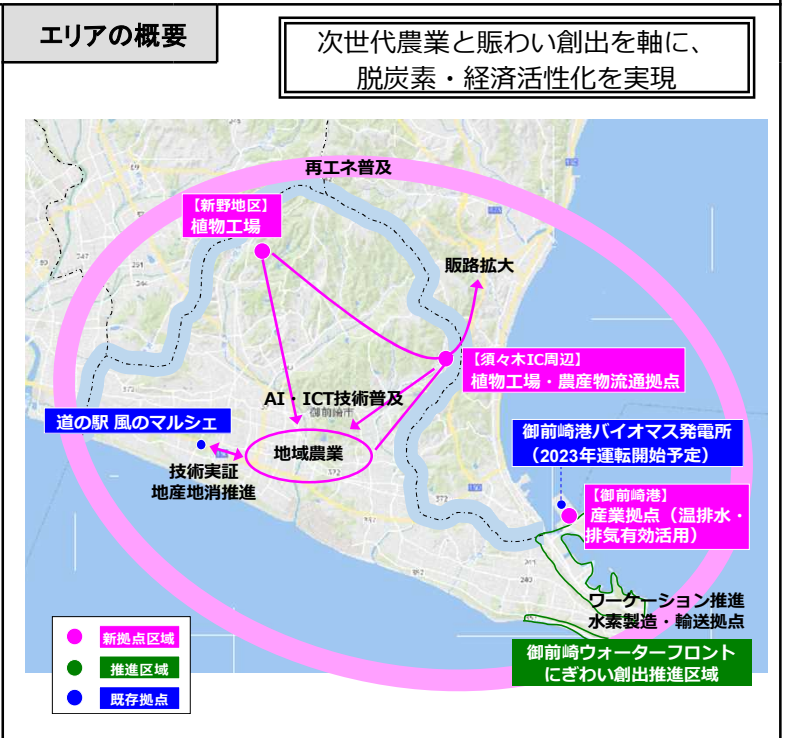 エリアの概要
次世代農業と賑わい創出を軸に、
脱炭素・経済活性化を実現
再エネ普及
【新野地区】
植物工場
販路拡大
【須々木IC周辺】
植物工場・農産物流通拠点
AI・ICT技術普及
御前崎市
道の駅 風のマルシェ
地域農業
御前崎港バイオマス発電所
(2023年運転開始予定)
技術実証
地産地消推進
【御前崎港】
産業拠点(温排水・
排気有効活用)
ワーケーション推進
水素製造・輸送拠点
御前崎ウォーターフロント
にぎわい創出推進区域
新拠点区域
推進区域
既存拠点